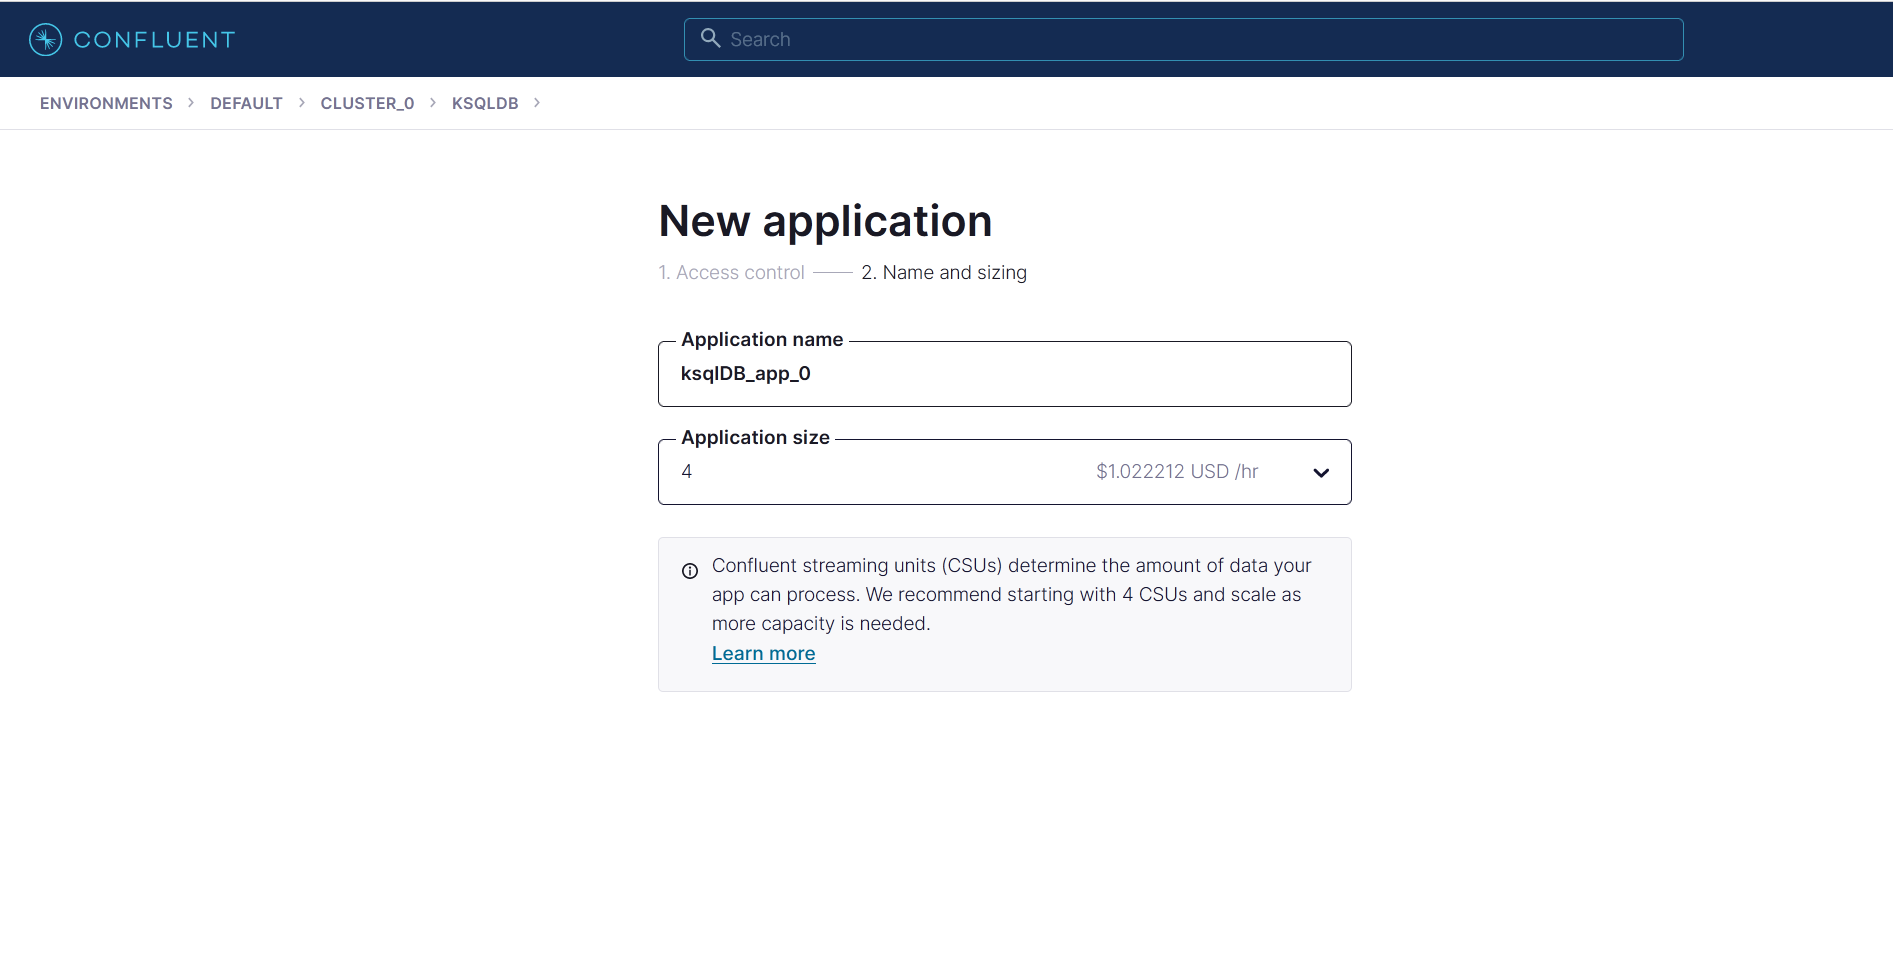 CONFLUENT
Search
ENVIRONMENTS > DEFAULT > CLUSTER_0 > KSQLDB >
New application
1. Access control 2. Name and sizing
Application name
ksqlDB_app_0
Application size
4 $1.022212 USD /hr
Confluent streaming units (CSUs) determine the amount of data your
app can process. We recommend starting with 4 CSUs and scale as
more capacity is needed.
Learn more